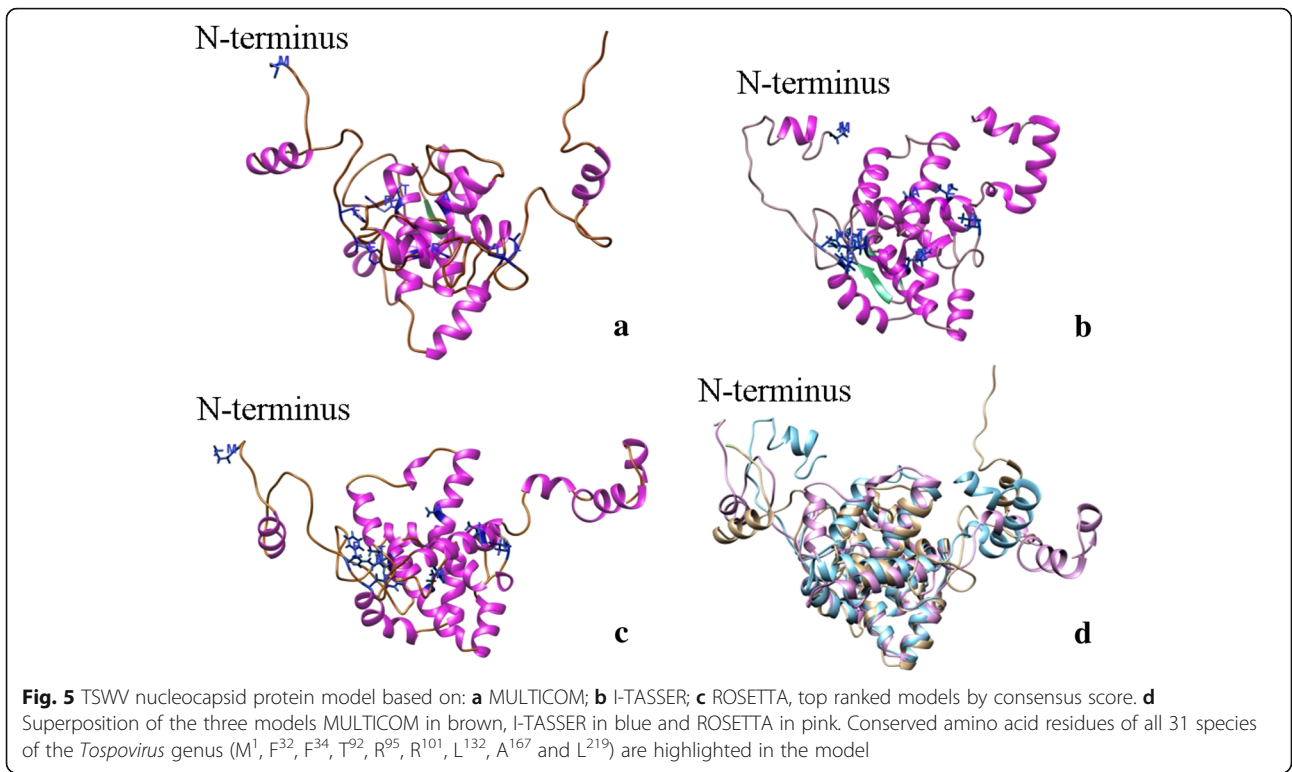 N-terminus
M
a
N-terminus
M
b
N-terminus
M
c
N-terminus
d
Fig. 5 TSWV nucleocapsid protein model based on: a MULTICOM; b I-TASSER; c ROSETTA, top ranked models by consensus score. d
Superposition of the three models MULTICOM in brown, I-TASSER in blue and ROSETTA in pink. Conserved amino acid residues of all 31 species
of the Tospovirus genus (M¹, F³², F³⁴, T⁹², R⁹⁵, R¹⁰¹, L¹³², A¹⁶⁷ and L²¹⁹) are highlighted in the model